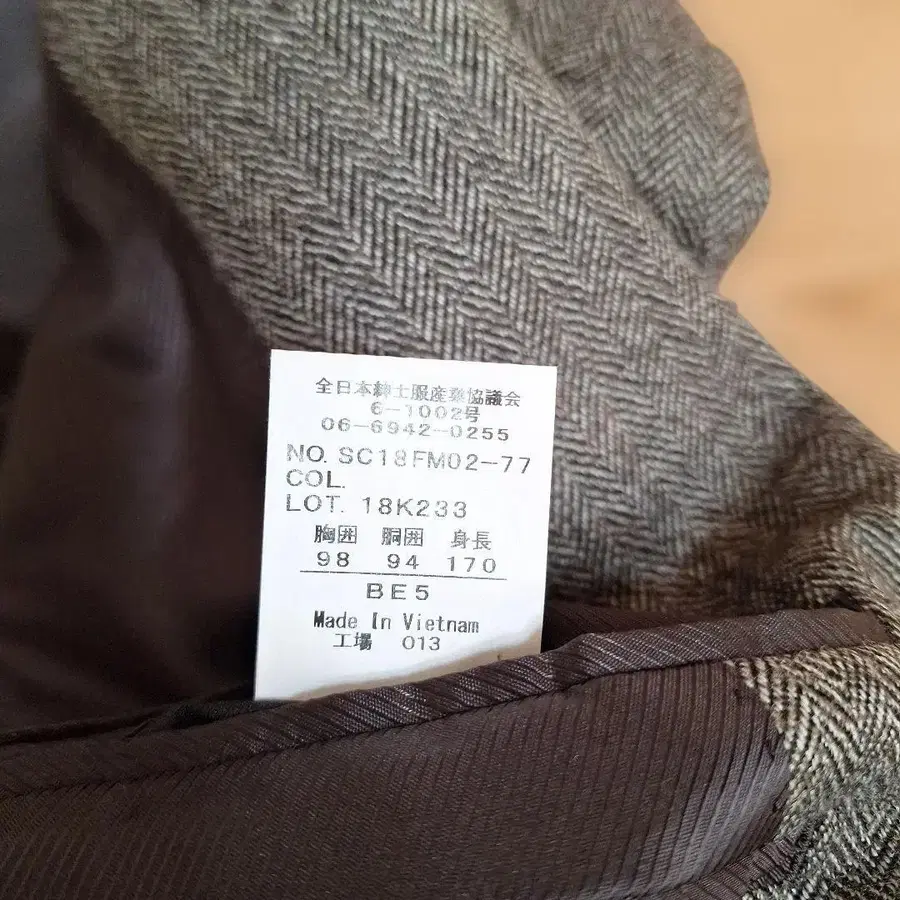 全日本紳士服産業協議会
6-1002号
06-6942-0255
NO. SC18FM02-77
COL.
LOT. 18K233
胸囲 胴囲 身長
98 94 170
BE5
Made In Vietnam
工場 013